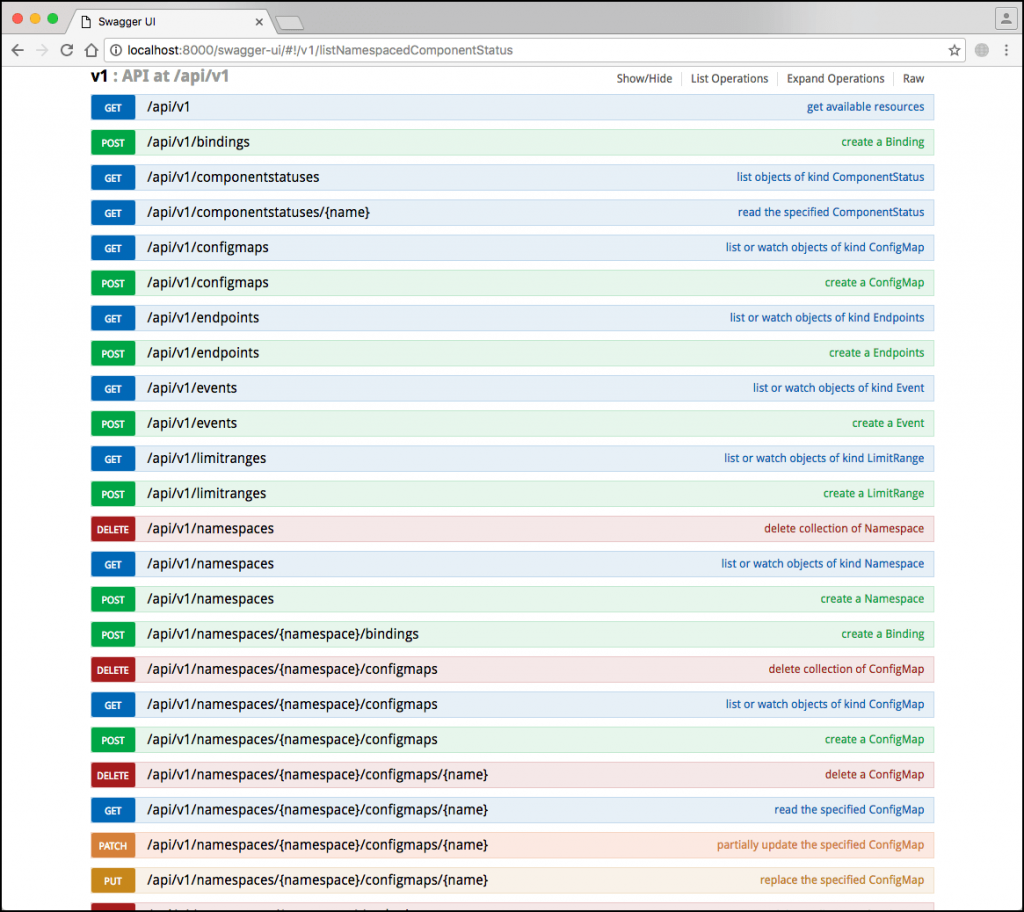 Swagger UI
localhost:8000/swagger-ui/#!/v1/listNamespacedComponentStatus
v1 : API at /api/v1 Show/Hide List Operations Expand Operations Raw
GET /api/v1 get available resources
POST /api/v1/bindings create a Binding
GET /api/v1/componentstatuses list objects of kind ComponentStatus
GET /api/v1/componentstatuses/{name} read the specified ComponentStatus
GET /api/v1/configmaps list or watch objects of kind ConfigMap
POST /api/v1/configmaps create a ConfigMap
GET /api/v1/endpoints list or watch objects of kind Endpoints
POST /api/v1/endpoints create a Endpoints
GET /api/v1/events list or watch objects of kind Event
POST /api/v1/events create a Event
GET /api/v1/limitranges list or watch objects of kind LimitRange
POST /api/v1/limitranges create a LimitRange
DELETE /api/v1/namespaces delete collection of Namespace
GET /api/v1/namespaces list or watch objects of kind Namespace
POST /api/v1/namespaces create a Namespace
POST /api/v1/namespaces/{namespace}/bindings create a Binding
DELETE /api/v1/namespaces/{namespace}/configmaps delete collection of ConfigMap
GET /api/v1/namespaces/{namespace}/configmaps list or watch objects of kind ConfigMap
POST /api/v1/namespaces/{namespace}/configmaps create a ConfigMap
DELETE /api/v1/namespaces/{namespace}/configmaps/{name} delete a ConfigMap
GET /api/v1/namespaces/{namespace}/configmaps/{name} read the specified ConfigMap
PATCH /api/v1/namespaces/{namespace}/configmaps/{name} partially update the specified ConfigMap
PUT /api/v1/namespaces/{namespace}/configmaps/{name} replace the specified ConfigMap